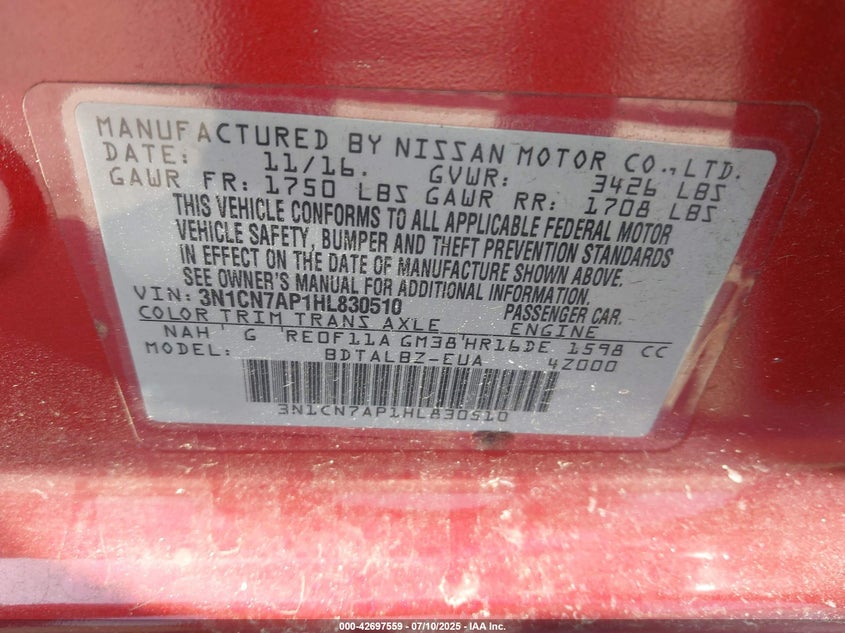 MANUFACTURED BY NISSAN MOTOR CO.,LTD.
DATE: 11/16. GVWR: 3426 LBS
GAWR FR: 1750 LBS GAWR RR: 1708 LBS
THIS VEHICLE CONFORMS TO ALL APPLICABLE FEDERAL MOTOR
VEHICLE SAFETY, BUMPER AND THEFT PREVENTION STANDARDS
IN EFFECT ON THE DATE OF MANUFACTURE SHOWN ABOVE.
SEE OWNER'S MANUAL FOR ADDITIONAL INFORMATION.
VIN: 3N1CN7AP1HL830510 PASSENGER CAR.
COLOR TRIM TRANS AXLE ENGINE
NAH ' G 'RE0F11A GM38'HR16DE 1598 CC
MODEL: BDTALBZ-EUA 4Z000
3N1CN7AP1HL830510
000-42697559 — 07/10/2025 — IAA Inc.